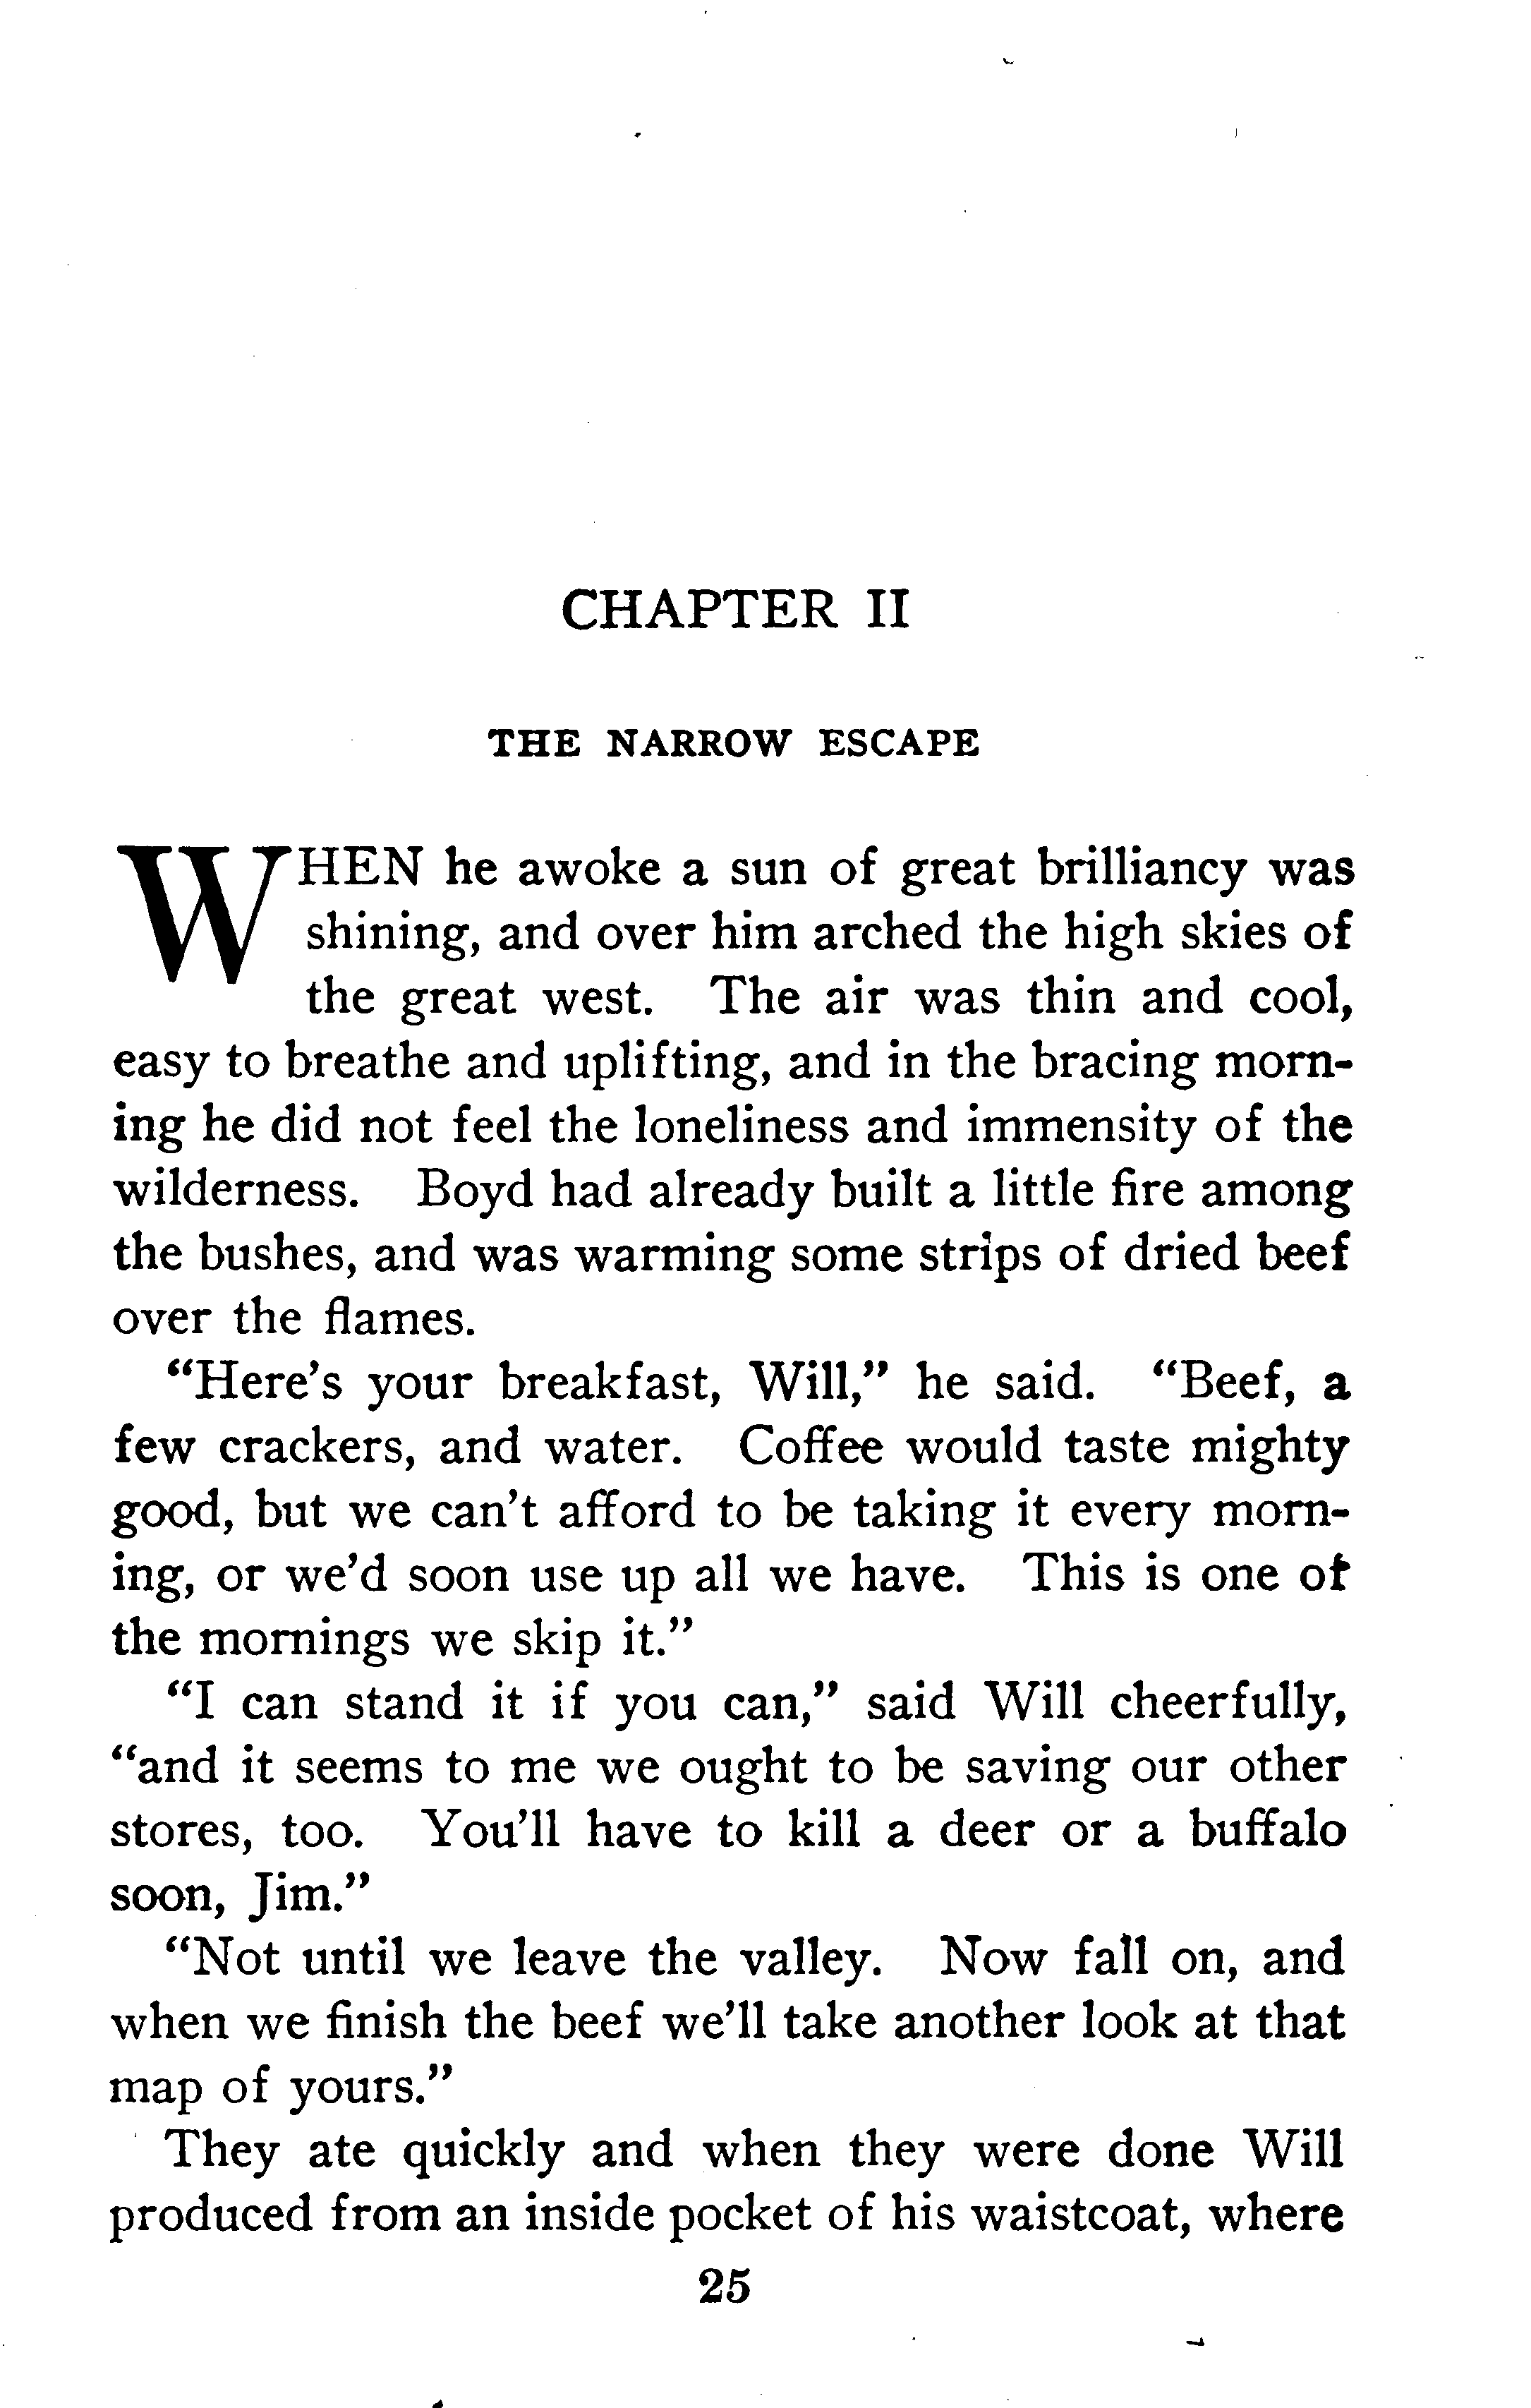 CHAPTER II
THE NARROW ESCAPE
WHEN he awoke a sun of great brilliancy was
shining, and over him arched the high skies of
the great west. The air was thin and cool,
easy to breathe and uplifting, and in the bracing morn-
ing he did not feel the loneliness and immensity of the
wilderness. Boyd had already built a little fire among
the bushes, and was warming some strips of dried beef
over the flames.
“Here's your breakfast, Will,” he said. “Beef, a
few crackers, and water. Coffee would taste mighty
good, but we can't afford to be taking it every morn-
ing, or we'd soon use up all we have. This is one of
the mornings we skip it.”
“I can stand it if you can,” said Will cheerfully,
“and it seems to me we ought to be saving our other
stores, too. You'll have to kill a deer or a buffalo
soon, Jim.”
“Not until we leave the valley. Now fall on, and
when we finish the beef we'll take another look at that
map of yours.”
They ate quickly and when they were done Will
produced from an inside pocket of his waistcoat, where
25